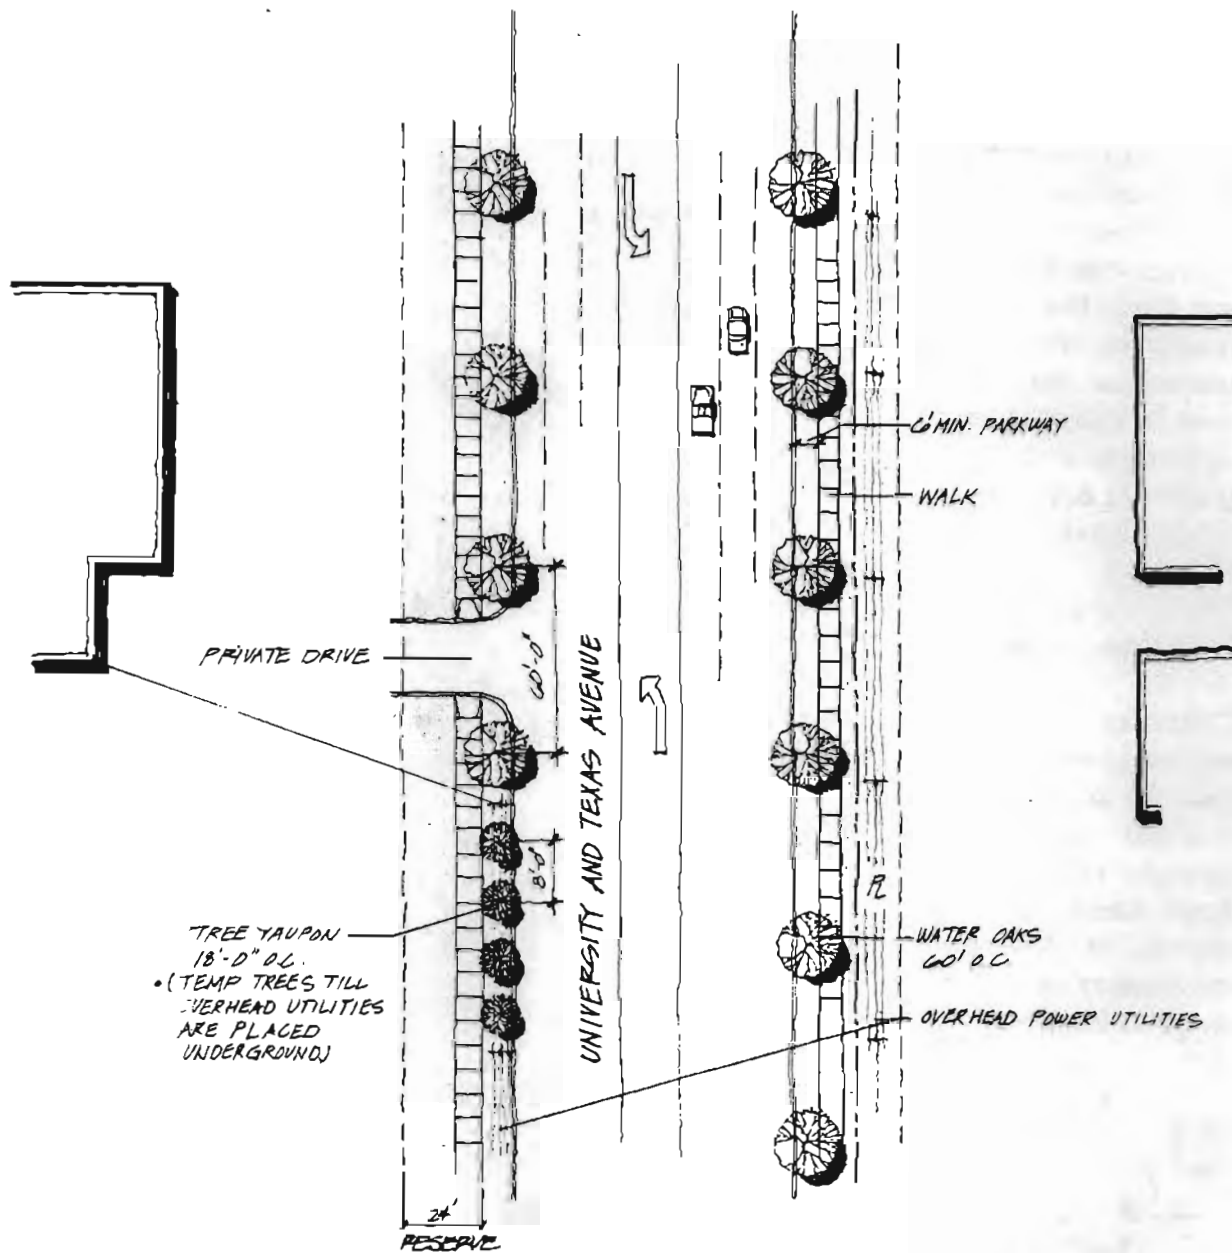 6' MIN. PARKWAY
WALK
PRIVATE DRIVE
60'-0"
UNIVERSITY AND TEXAS AVENUE
8'-0"
PL
TREE YAUPON
18'-0" O.C.
• (TEMP TREES TILL
OVERHEAD UTILITIES
ARE PLACED
UNDERGROUND)
WATER OAKS
60' O.C
OVERHEAD POWER UTILITIES
24'
RESERVE